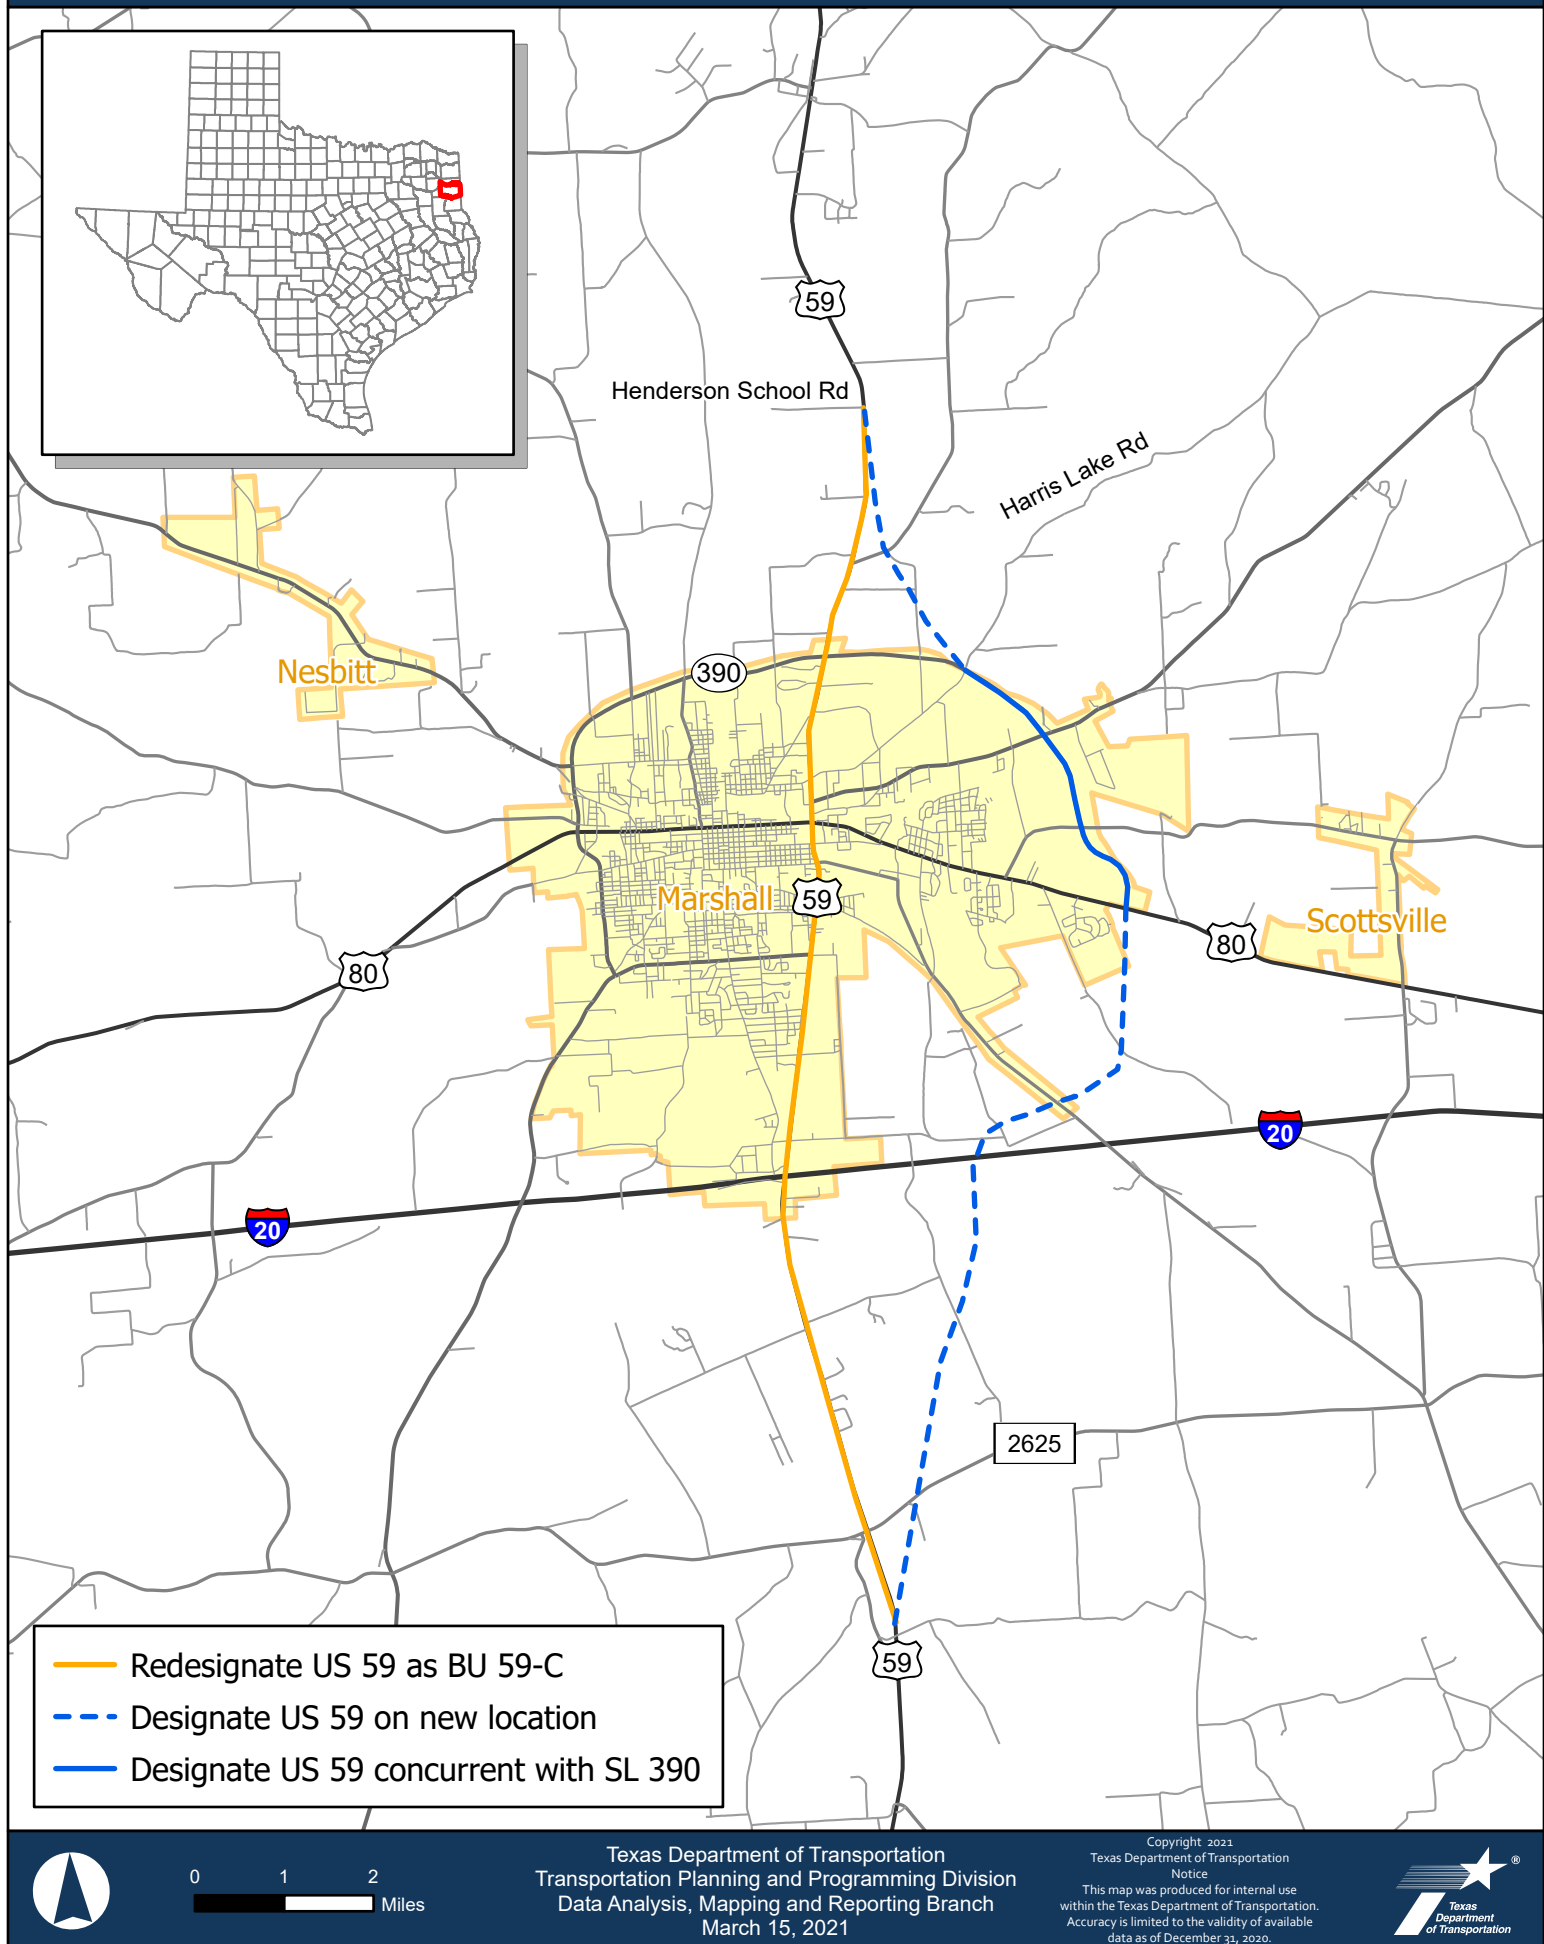 59
Henderson School Rd
Harris Lake Rd
Nesbitt
390
Marshall
59
Scottsville
80
80
20
20
2625
59
Redesignate US 59 as BU 59-C
Designate US 59 on new location
Designate US 59 concurrent with SL 390
0 1 2
Miles
Texas Department of Transportation
Transportation Planning and Programming Division
Data Analysis, Mapping and Reporting Branch
March 15, 2021
Copyright 2021
Texas Department of Transportation
Notice
This map was produced for internal use
within the Texas Department of Transportation.
Accuracy is limited to the validity of available
data as of December 31, 2020.
®
Texas
Department
of Transportation